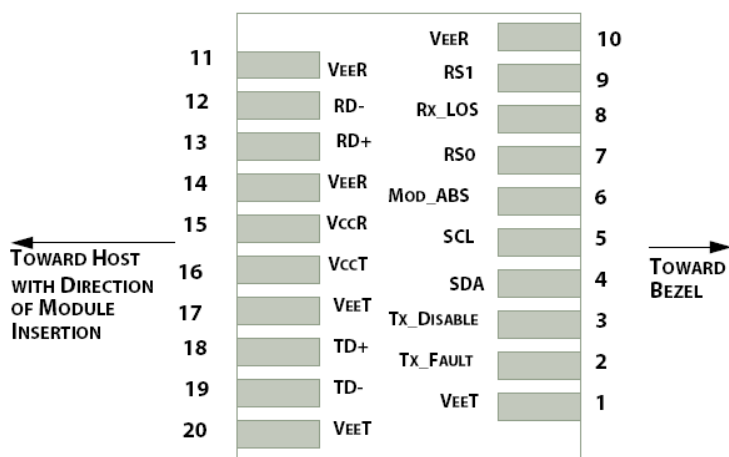 11 VEER
12 RD-
13 RD+
14 VEER
15 VCCR
16 VCCT
17 VEET
18 TD+
19 TD-
20 VEET
VEER 10
RS1 9
RX_LOS 8
RS0 7
MOD_ABS 6
SCL 5
SDA 4
TX_DISABLE 3
TX_FAULT 2
VEET 1
TOWARD HOST
WITH DIRECTION
OF MODULE
INSERTION
TOWARD
BEZEL